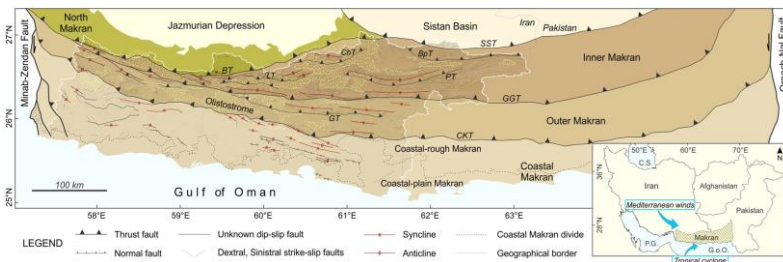 North
Makran
Jazmurian Depression
Sistan Basin
Iran
Pakistan
27°N
26°N
25°N
Minab-Zendan Fault
ChT
BpT
SST
Inner Makran
BT
LT
PT
GGT
Olistostrome
GT
Outer Makran
CKT
Coastal-rough Makran
Coastal
Makran
Coastal-plain Makran
100 km
Gulf of Oman
58°E
59°E
60°E
61°E
62°E
63°E
50°E
60°E
70°E
N
36°N
28°N
C.S.
Iran
Afghanistan
Pakistan
Mediterranean winds
Makran
P.G.
G.o.O.
Tropical cyclone
LEGEND
Thrust fault
Unknown dip-slip fault
Syncline
Coastal Makran divide
Normal fault
Dextral, Sinistral strike-slip faults
Anticline
Geographical border